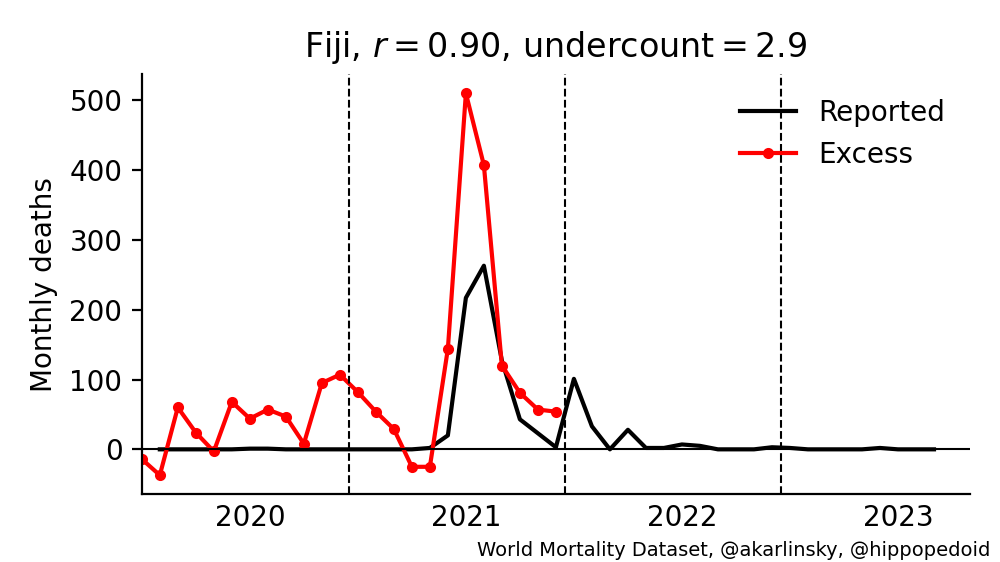 Fiji, r = 0.90, undercount = 2.9
500
400
300
200
100
0
Monthly deaths
Reported
Excess
2020 2021 2022 2023
World Mortality Dataset, @akarlinsky, @hippopedoid